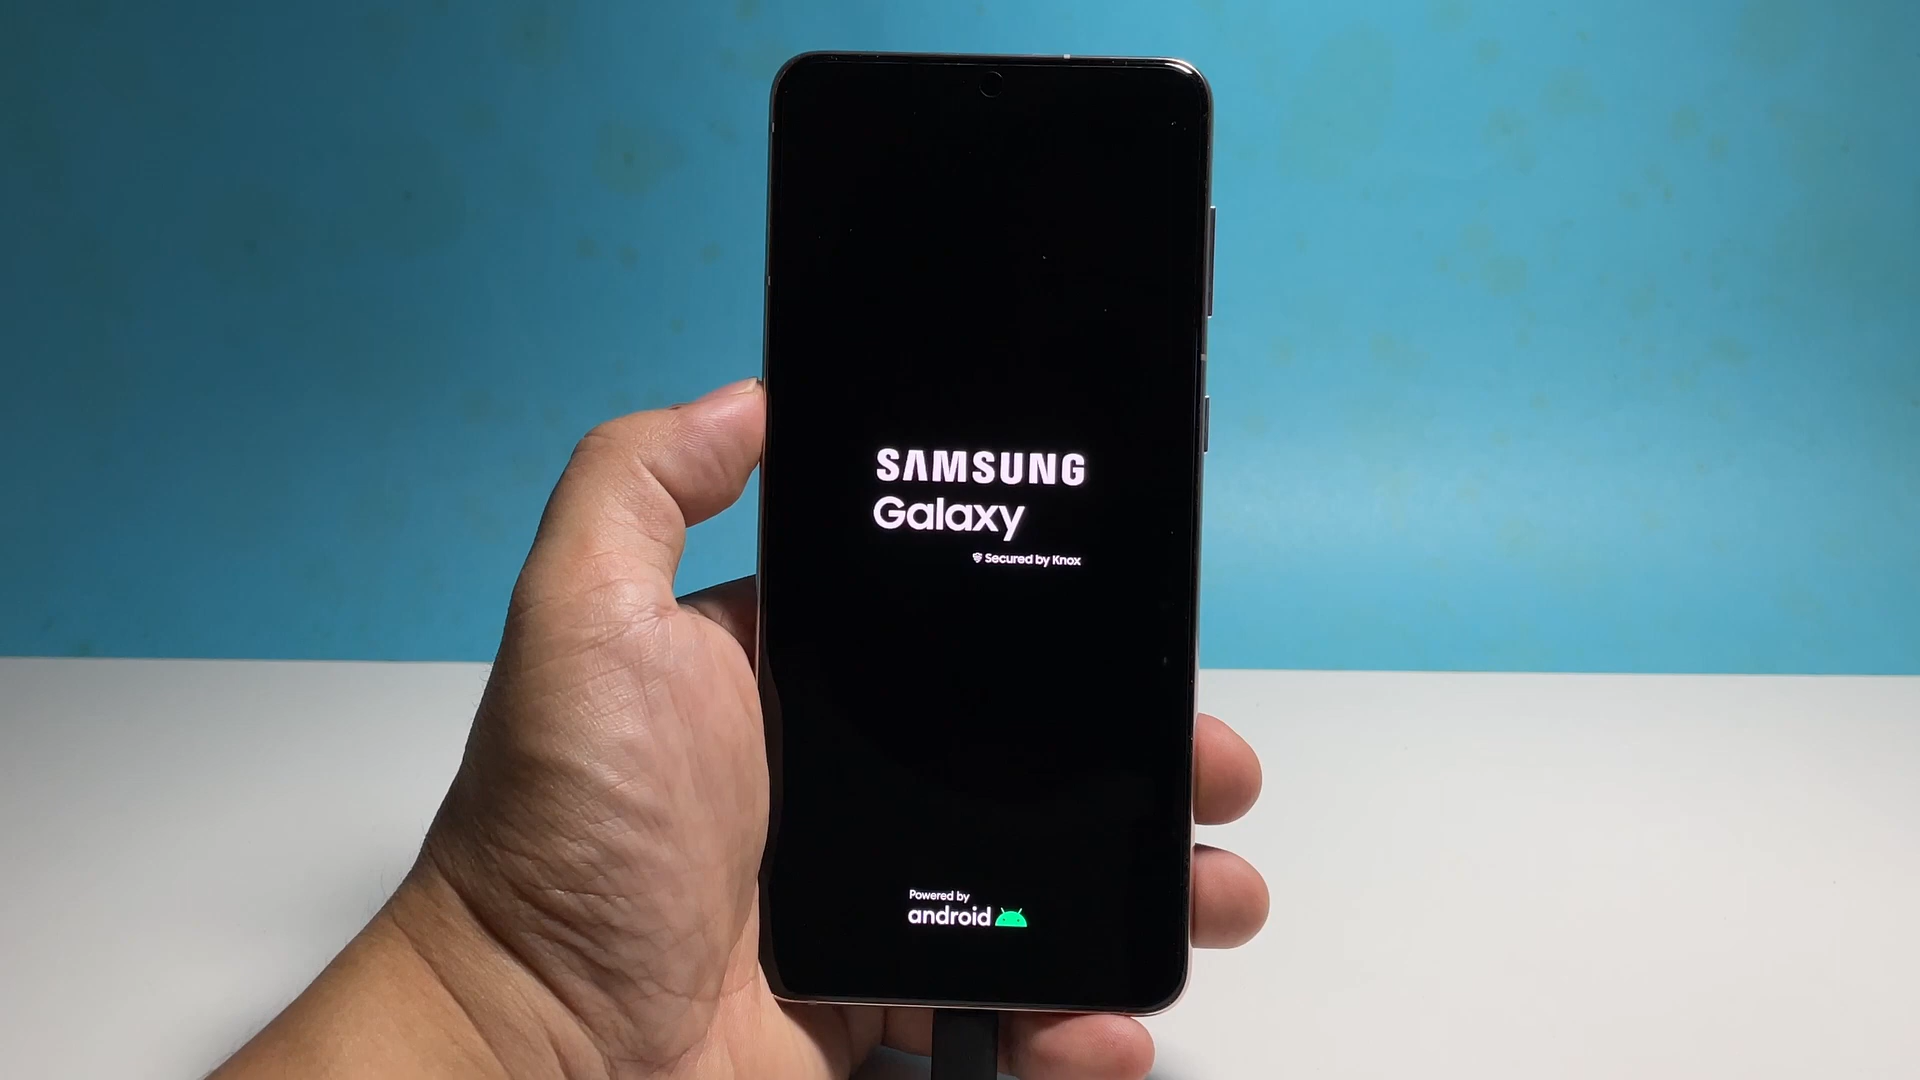 SAMSUNG
Galaxy
Secured by Knox
Powered by
android